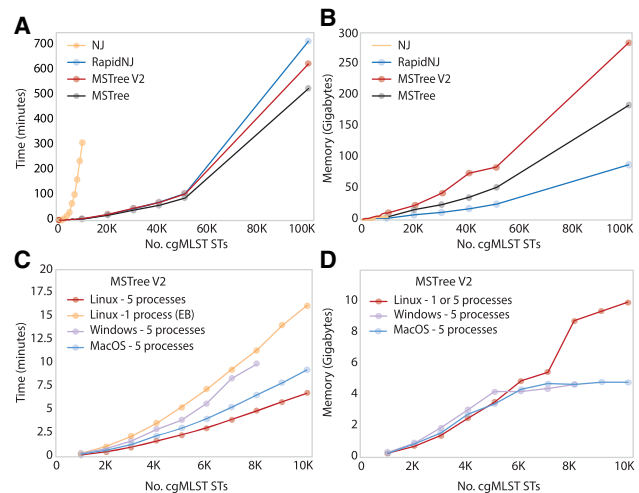 A
NJ
RapidNJ
MSTree V2
MSTree
Time (minutes)
700
600
500
400
300
200
100
0
0
20K
40K
60K
80K
100K
No. cgMLST STs
B
NJ
RapidNJ
MSTree V2
MSTree
Memory (Gigabytes)
300
250
200
150
100
50
0
0
20K
40K
60K
80K
100K
No. cgMLST STs
C
MSTree V2
Linux - 5 processes
Linux -1 process (EB)
Windows - 5 processes
MacOS - 5 processes
Time (minutes)
20
17.5
15
12.5
10
7.5
5
2.5
0
0
2K
4K
6K
8K
10K
No. cgMLST STs
D
MSTree V2
Linux - 1 or 5 processes
Windows - 5 processes
MacOS - 5 processes
Memory (Gigabytes)
10
8
6
4
2
0
0
2K
4K
6K
8K
10K
No. cgMLST STs